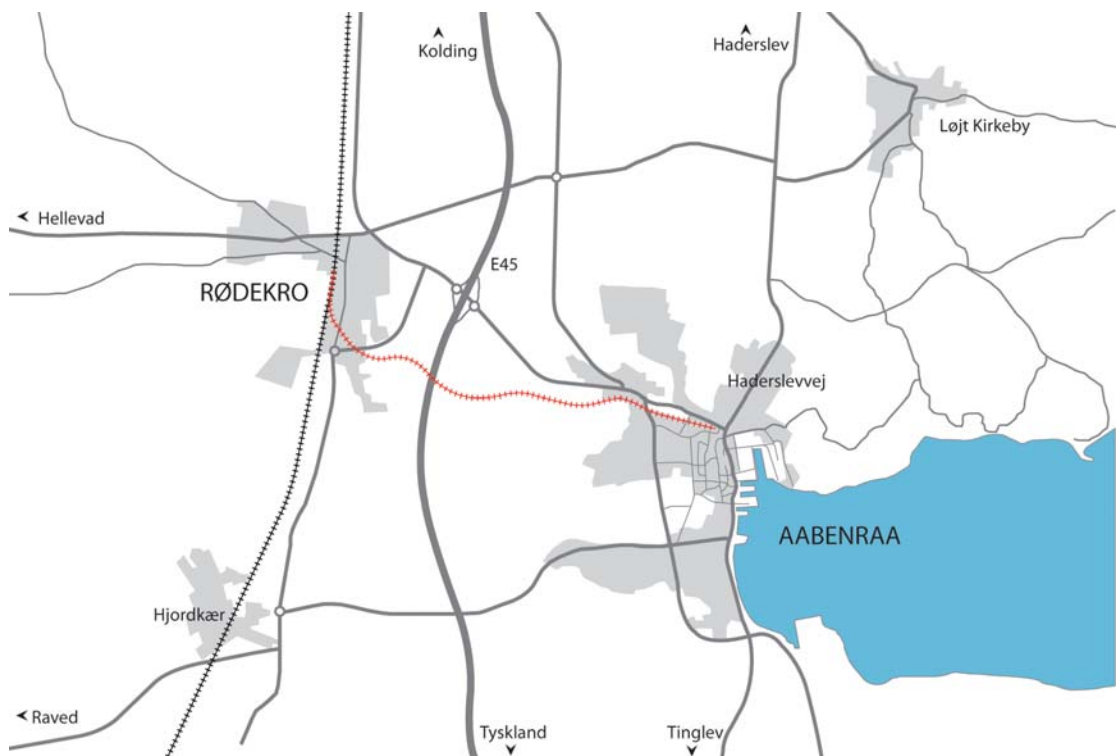 Kolding
Haderslev
Løjt Kirkeby
Hellevad
E45
RØDEKRO
Haderslevvej
AABENRAA
Hjordkær
Raved
Tyskland
Tinglev